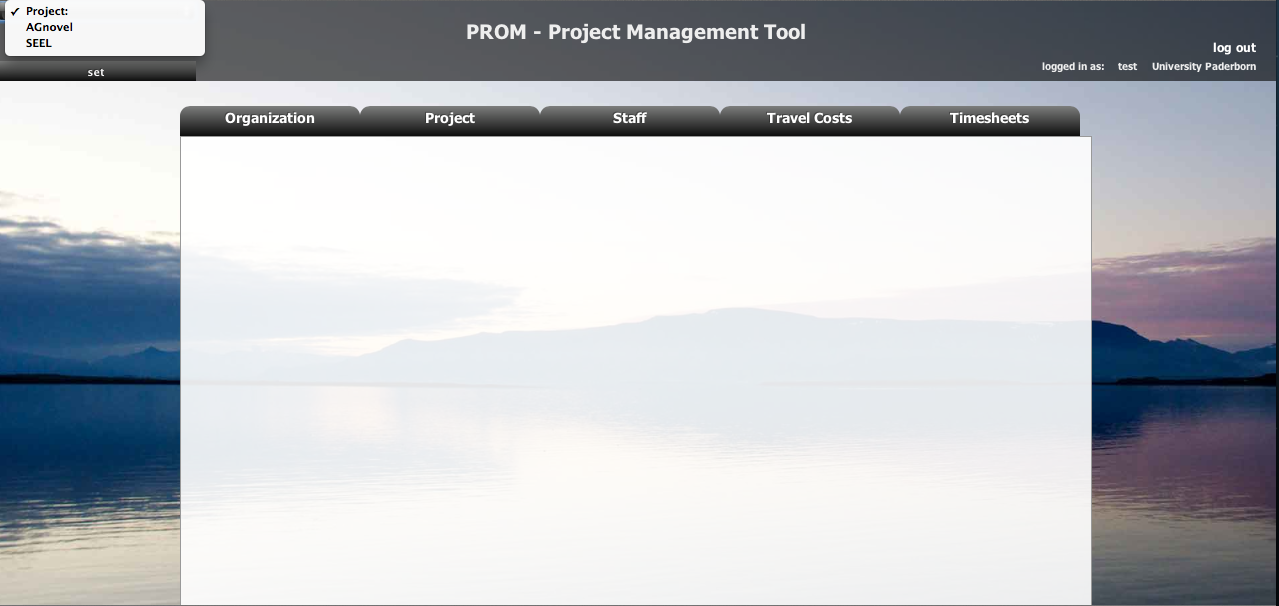 ✓ Project:
AGnovel
SEEL
set
PROM - Project Management Tool
log out
logged in as: test University Paderborn
Organization Project Staff Travel Costs Timesheets